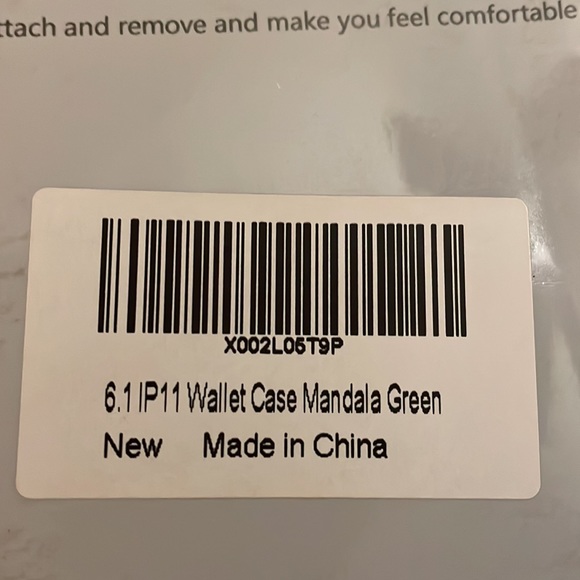 ttach and remove and make you feel comfortable
X002L05T9P
6.1 IP11 Wallet Case Mandala Green
New Made in China